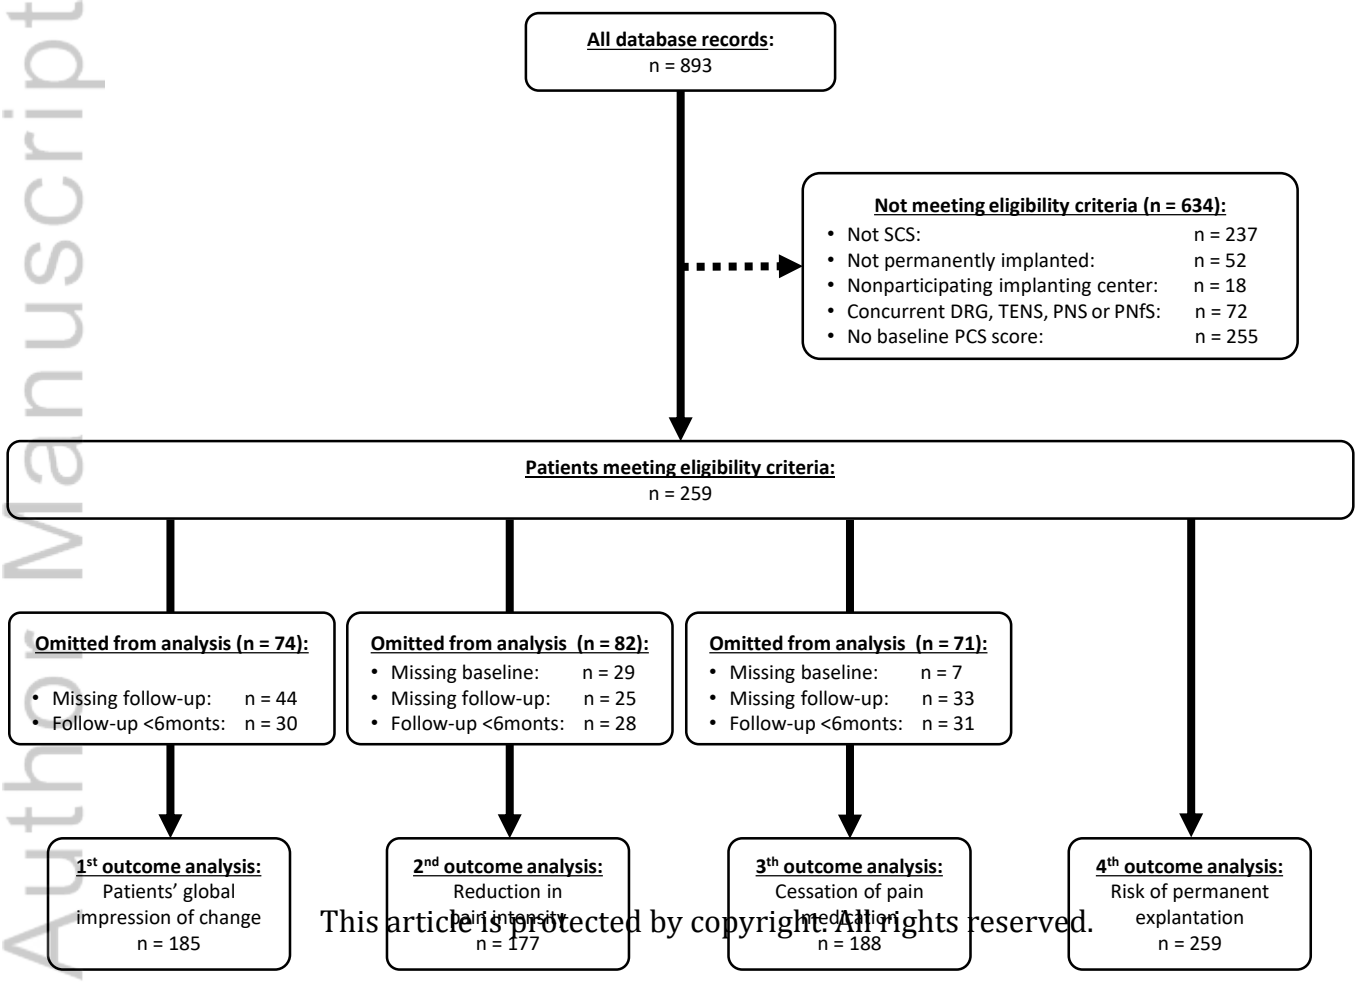 Author Manuscript
All database records:
n = 893
Not meeting eligibility criteria (n = 634):
• Not SCS: n = 237
• Not permanently implanted: n = 52
• Nonparticipating implanting center: n = 18
• Concurrent DRG, TENS, PNS or PNfS: n = 72
• No baseline PCS score: n = 255
Patients meeting eligibility criteria:
n = 259
Omitted from analysis (n = 74):
• Missing follow-up: n = 44
• Follow-up <6monts: n = 30
Omitted from analysis (n = 82):
• Missing baseline: n = 29
• Missing follow-up: n = 25
• Follow-up <6monts: n = 28
Omitted from analysis (n = 71):
• Missing baseline: n = 7
• Missing follow-up: n = 33
• Follow-up <6monts: n = 31
1st outcome analysis:
Patients’ global
impression of change
n = 185
2nd outcome analysis:
Reduction in
pain intensity
n = 177
3th outcome analysis:
Cessation of pain
medication
n = 188
4th outcome analysis:
Risk of permanent
explantation
n = 259
This article is protected by copyright. All rights reserved.